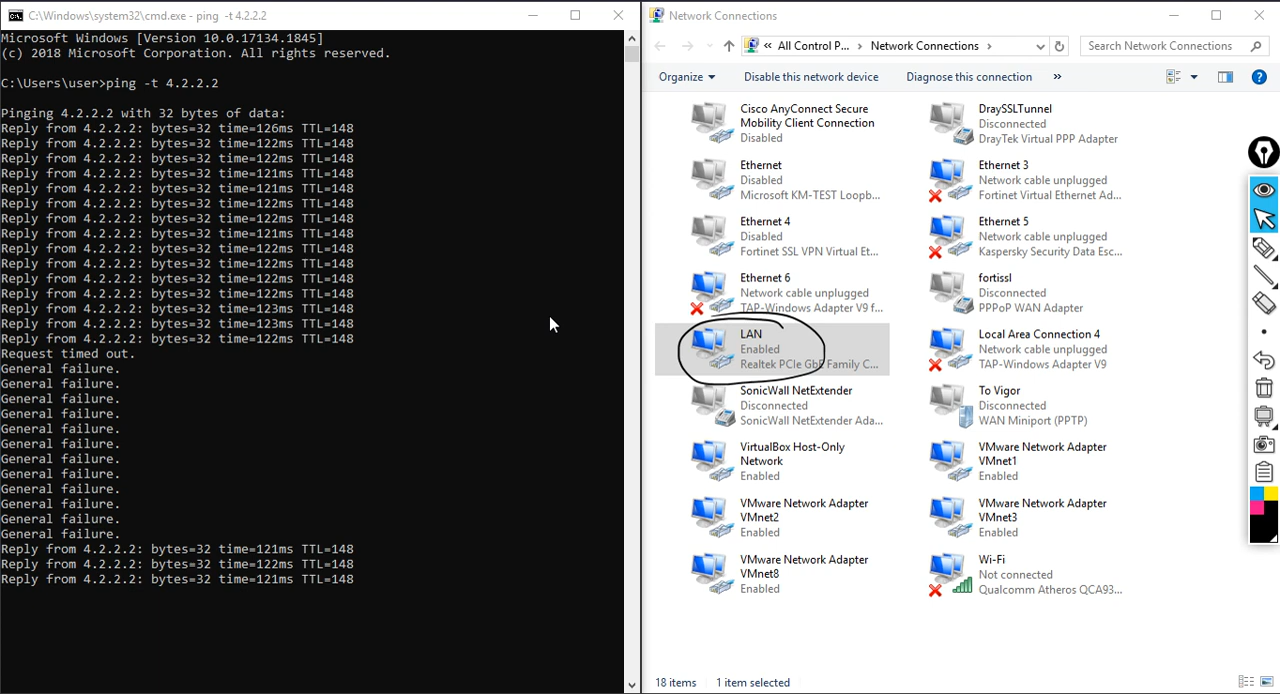 C:\Windows\system32\cmd.exe - ping  -t 4.2.2.2
Microsoft Windows [Version 10.0.17134.1845]
(c) 2018 Microsoft Corporation. All rights reserved.
C:\Users\user>ping -t 4.2.2.2
Pinging 4.2.2.2 with 32 bytes of data:
Reply from 4.2.2.2: bytes=32 time=126ms TTL=148
Reply from 4.2.2.2: bytes=32 time=122ms TTL=148
Reply from 4.2.2.2: bytes=32 time=122ms TTL=148
Reply from 4.2.2.2: bytes=32 time=121ms TTL=148
Reply from 4.2.2.2: bytes=32 time=121ms TTL=148
Reply from 4.2.2.2: bytes=32 time=122ms TTL=148
Reply from 4.2.2.2: bytes=32 time=122ms TTL=148
Reply from 4.2.2.2: bytes=32 time=121ms TTL=148
Reply from 4.2.2.2: bytes=32 time=122ms TTL=148
Reply from 4.2.2.2: bytes=32 time=122ms TTL=148
Reply from 4.2.2.2: bytes=32 time=122ms TTL=148
Reply from 4.2.2.2: bytes=32 time=122ms TTL=148
Reply from 4.2.2.2: bytes=32 time=123ms TTL=148
Reply from 4.2.2.2: bytes=32 time=123ms TTL=148
Reply from 4.2.2.2: bytes=32 time=122ms TTL=148
Request timed out.
General failure.
General failure.
General failure.
General failure.
General failure.
General failure.
General failure.
General failure.
General failure.
General failure.
General failure.
General failure.
Reply from 4.2.2.2: bytes=32 time=121ms TTL=148
Reply from 4.2.2.2: bytes=32 time=122ms TTL=148
Reply from 4.2.2.2: bytes=32 time=121ms TTL=148
Network Connections
« All Control P... > Network Connections >
Search Network Connections
Organize
Disable this network device
Diagnose this connection
»
Cisco AnyConnect Secure
Mobility Client Connection
Disabled
DraySSLTunnel
Disconnected
DrayTek Virtual PPP Adapter
Ethernet
Disabled
Microsoft KM-TEST Loopb...
Ethernet 3
Network cable unplugged
Fortinet Virtual Ethernet Ad...
Ethernet 4
Disabled
Fortinet SSL VPN Virtual Et...
Ethernet 5
Network cable unplugged
Kaspersky Security Data Esc...
Ethernet 6
Network cable unplugged
TAP-Windows Adapter V9 f...
fortissl
Disconnected
PPPoP WAN Adapter
LAN
Enabled
Realtek PCIe GbE Family C...
Local Area Connection 4
Network cable unplugged
TAP-Windows Adapter V9
SonicWall NetExtender
Disconnected
SonicWall NetExtender Ada...
To Vigor
Disconnected
WAN Miniport (PPTP)
VirtualBox Host-Only
Network
Enabled
VMware Network Adapter
VMnet1
Enabled
VMware Network Adapter
VMnet2
Enabled
VMware Network Adapter
VMnet3
Enabled
VMware Network Adapter
VMnet8
Enabled
Wi-Fi
Not connected
Qualcomm Atheros QCA93...
18 items
1 item selected